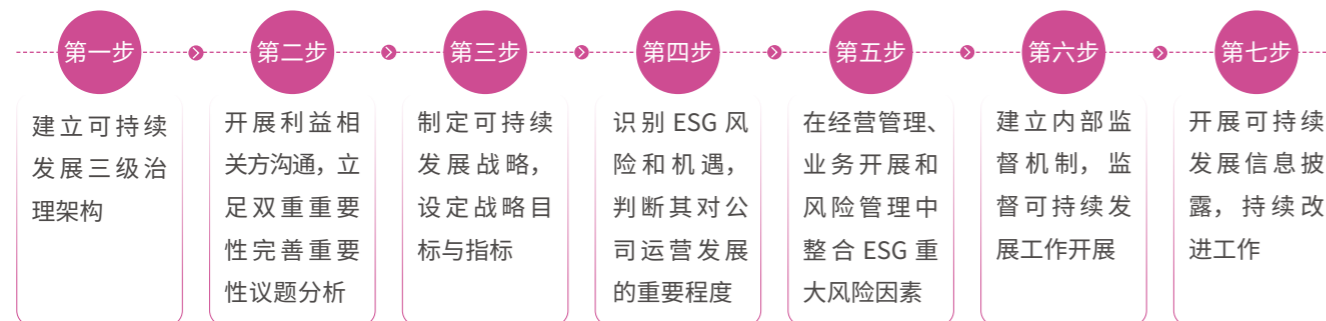 第一步
建立可持续
发展三级治
理架构
第二步
开展利益相
关方沟通，立
足双重重要
性完善重要
性议题分析
第三步
制定可持续
发展战略，
设定战略目
标与指标
第四步
识别 ESG 风
险和机遇，
判断其对公
司运营发展
的重要程度
第五步
在经营管理、
业务开展和
风险管理中
整合 ESG 重
大风险因素
第六步
建立内部监
督机制，监
督可持续发
展工作开展
第七步
开展可持续
发展信息披
露，持续改
进工作